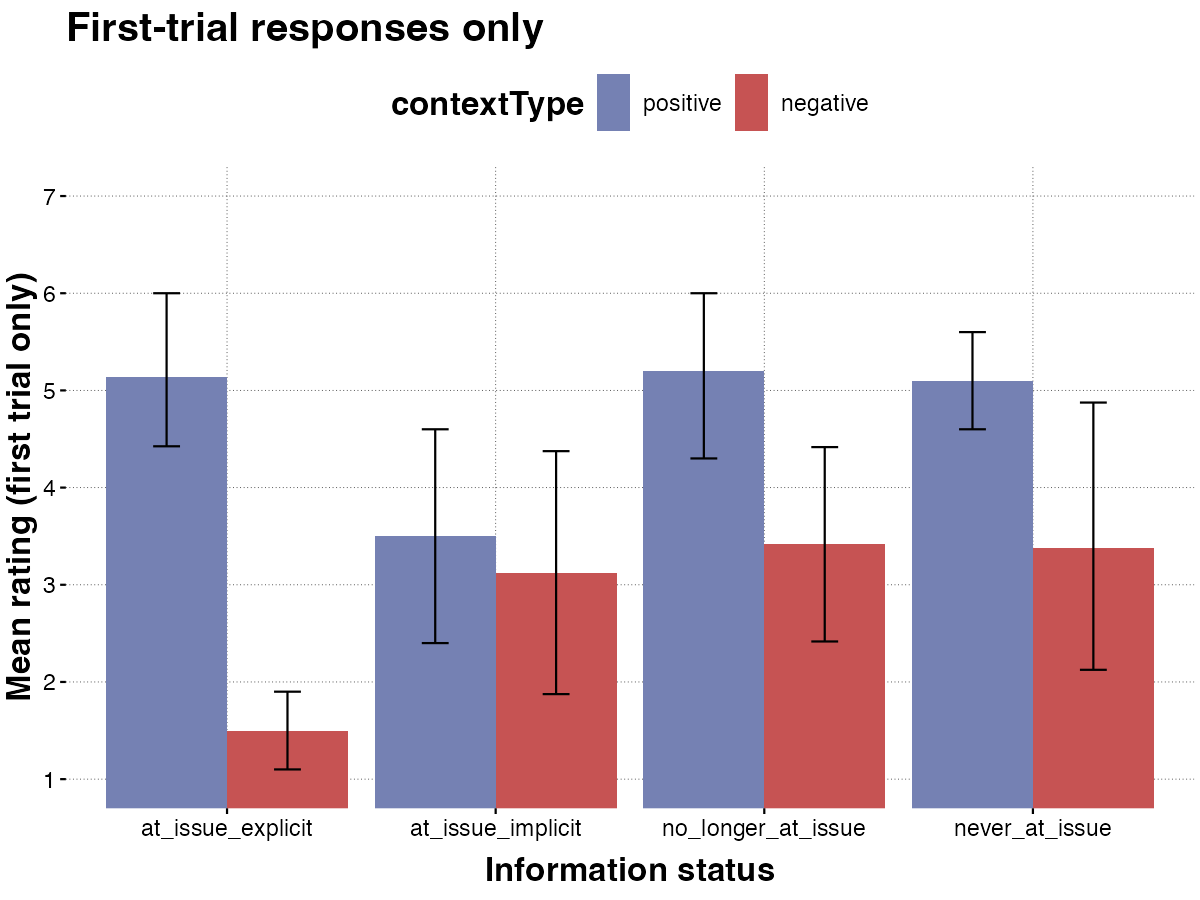 First-trial responses only
contextType positive negative
Mean rating (first trial only)
7
6
5
4
3
2
1
at_issue_explicit at_issue_implicit no_longer_at_issue never_at_issue
Information status